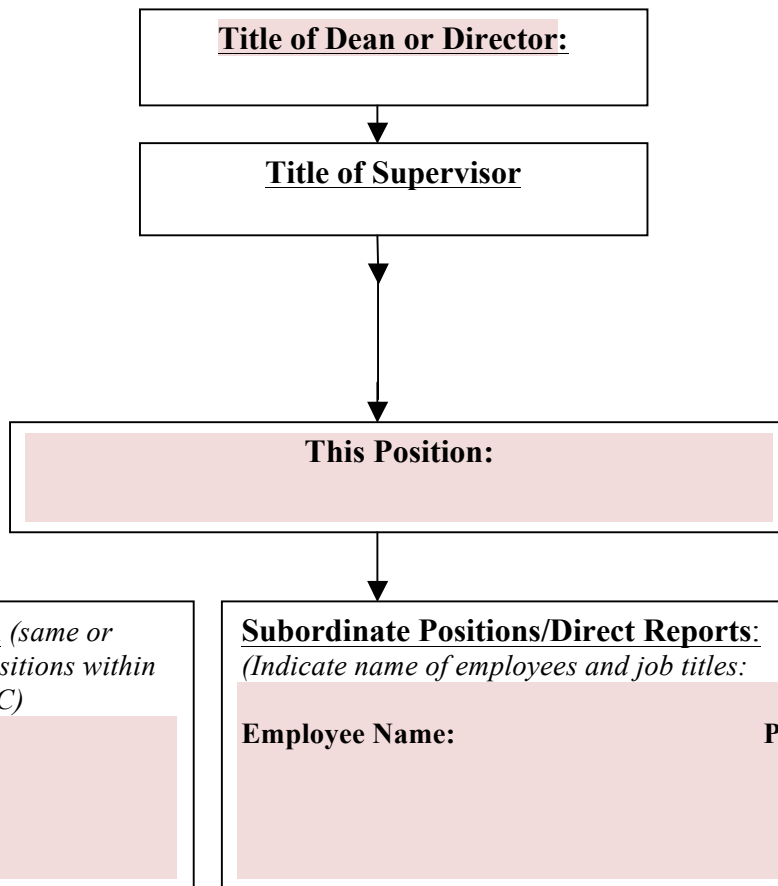 Title of Dean or Director:
Title of Supervisor
This Position:
(same or
sitions within
C)
Subordinate Positions/Direct Reports:
(Indicate name of employees and job titles:
Employee Name: P